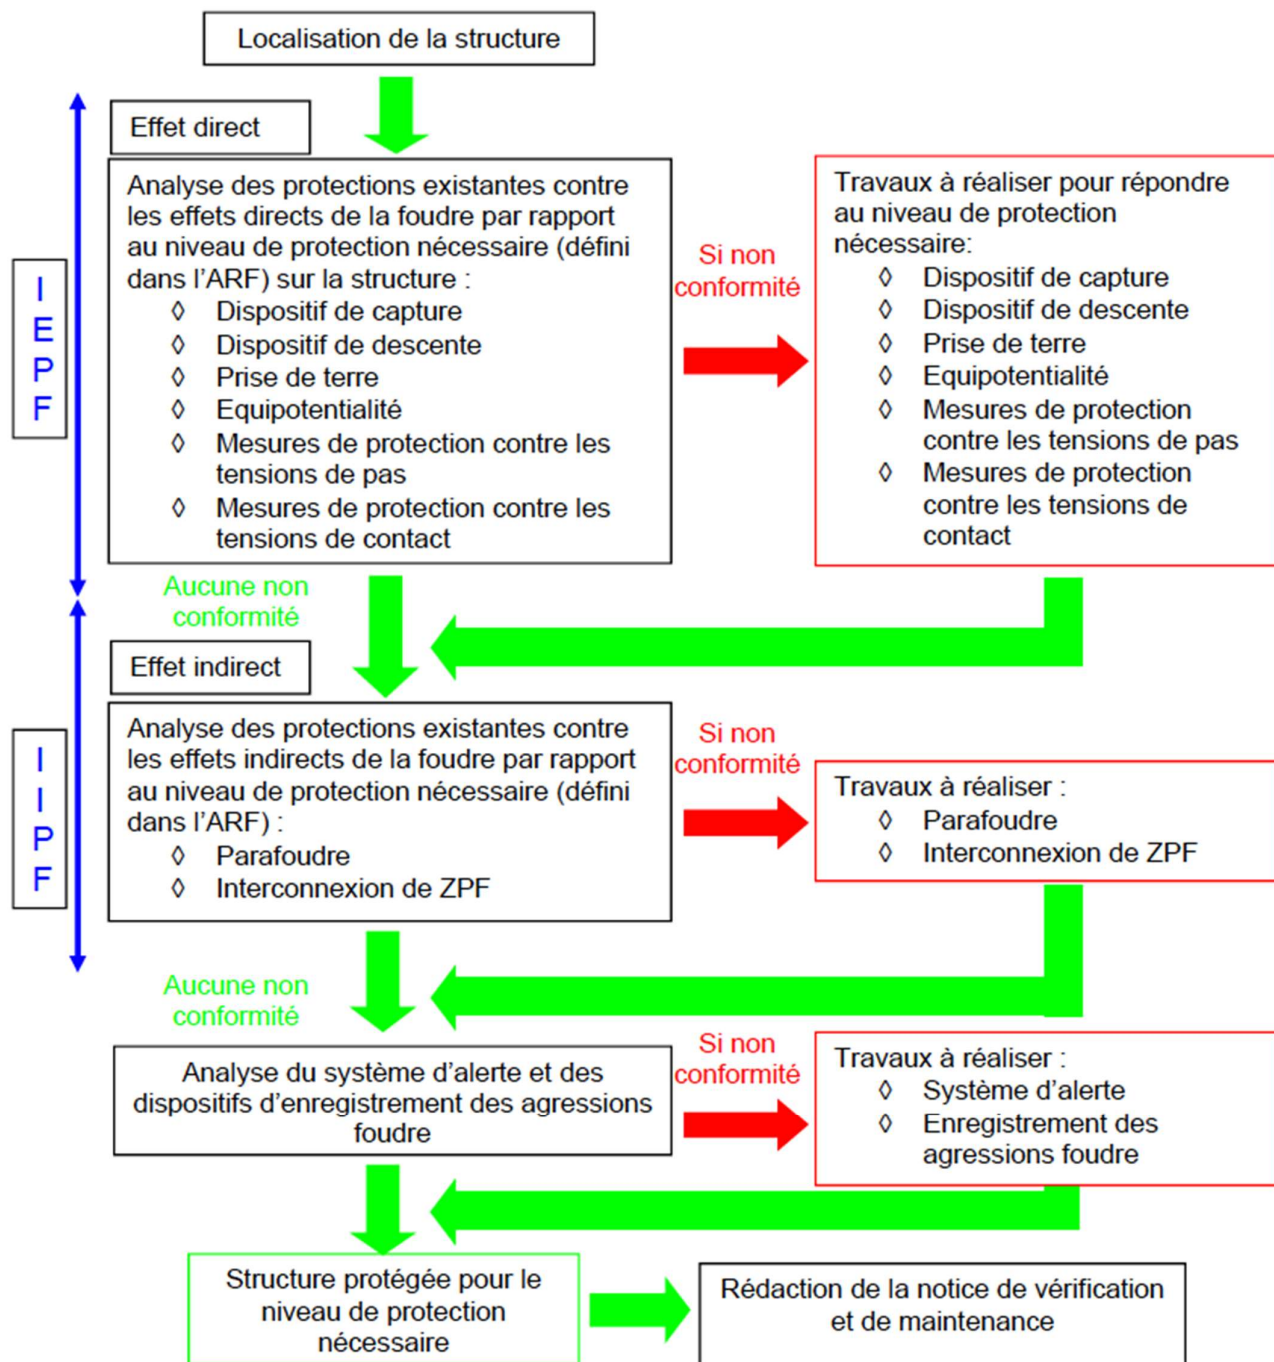 Localisation de la structure
Effet direct
Analyse des protections existantes contre
les effets directs de la foudre par rapport
au niveau de protection nécessaire (défini
dans l'ARF) sur la structure :
◊ Dispositif de capture
◊ Dispositif de descente
◊ Prise de terre
◊ Equipotentialité
◊ Mesures de protection contre les
tensions de pas
◊ Mesures de protection contre les
tensions de contact
I
E
P
F
Si non
conformité
Travaux à réaliser pour répondre
au niveau de protection
nécessaire:
◊ Dispositif de capture
◊ Dispositif de descente
◊ Prise de terre
◊ Equipotentialité
◊ Mesures de protection
contre les tensions de pas
◊ Mesures de protection
contre les tensions de
contact
Aucune non
conformité
Effet indirect
Analyse des protections existantes contre
les effets indirects de la foudre par rapport
au niveau de protection nécessaire (défini
dans l'ARF) :
◊ Parafoudre
◊ Interconnexion de ZPF
I
I
P
F
Si non
conformité
Travaux à réaliser :
◊ Parafoudre
◊ Interconnexion de ZPF
Aucune non
conformité
Analyse du système d'alerte et des
dispositifs d'enregistrement des agressions
foudre
Si non
conformité
Travaux à réaliser :
◊ Système d'alerte
◊ Enregistrement des
agressions foudre
Structure protégée pour le
niveau de protection
nécessaire
Rédaction de la notice de vérification
et de maintenance